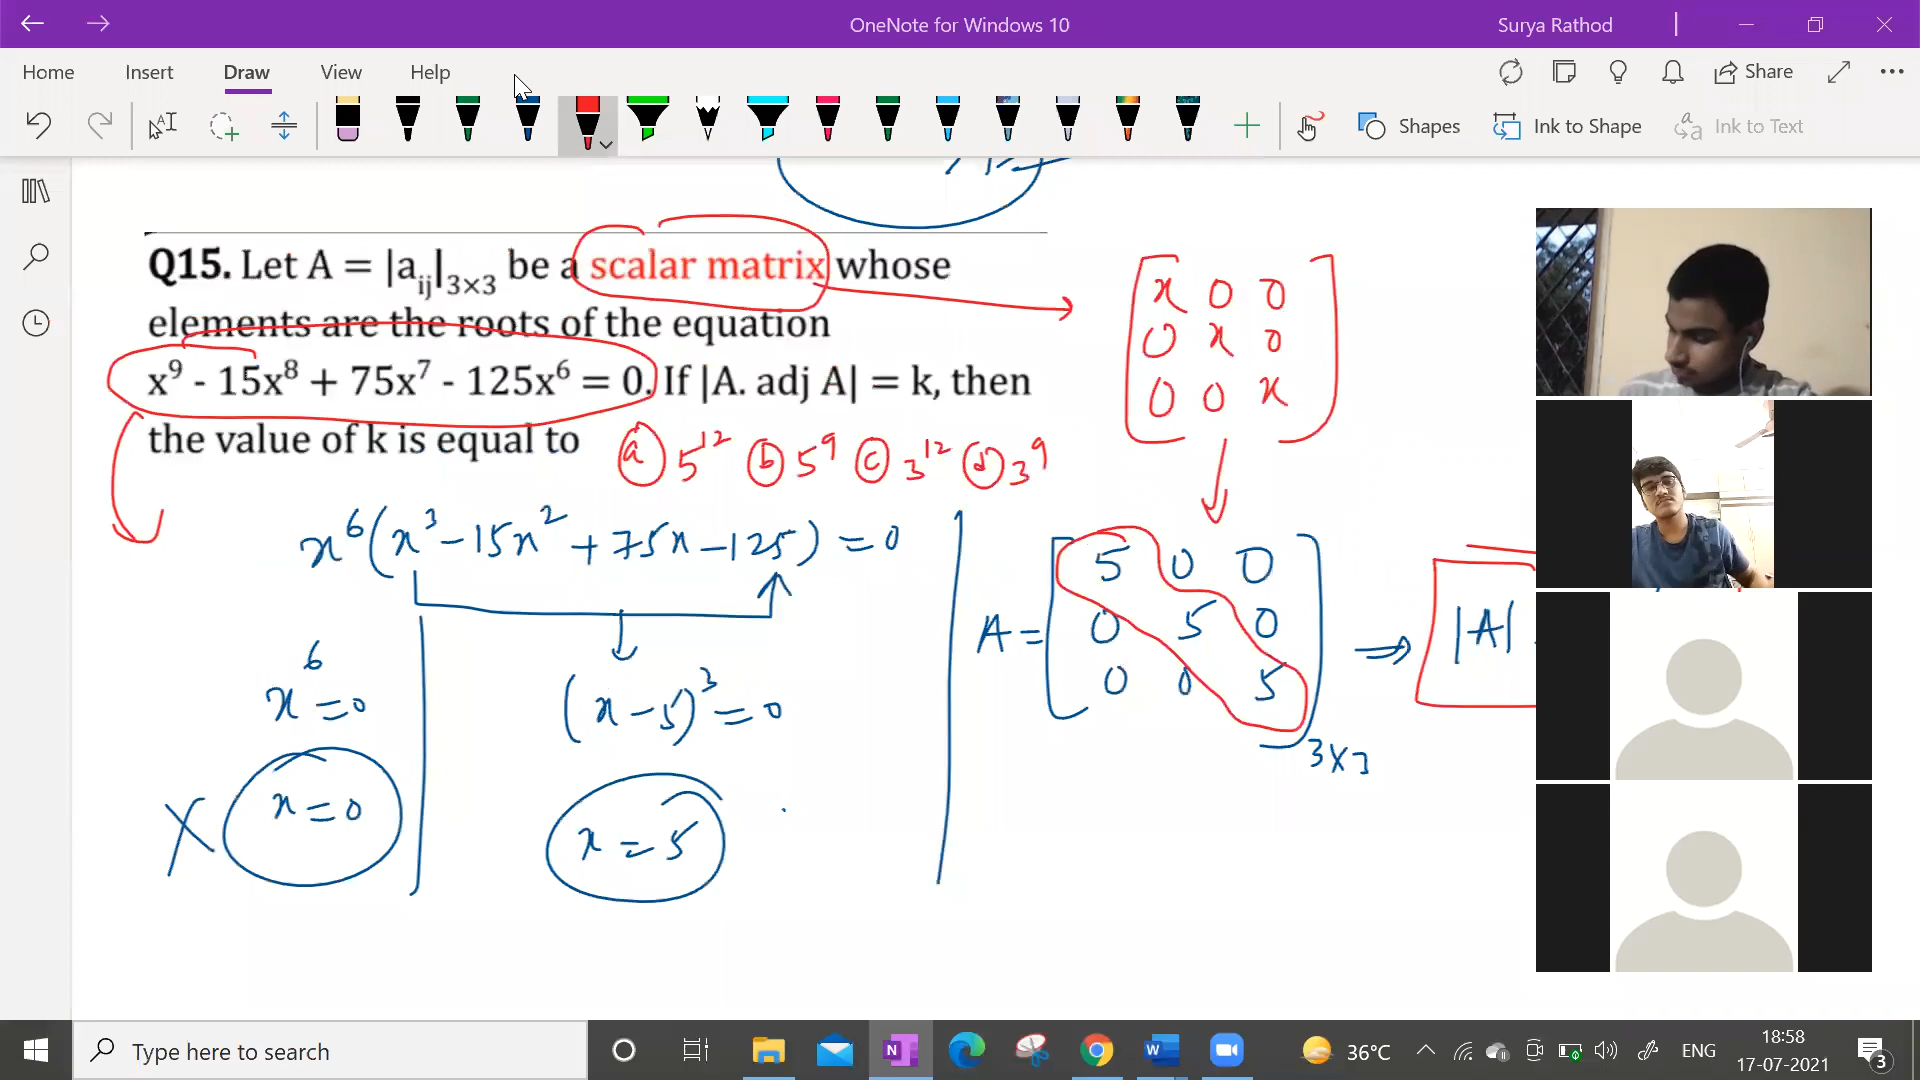 OneNote for Windows 10
Surya Rathod
Home Insert Draw View Help
Share
Shapes Ink to Shape Ink to Text
Q15. Let A = |aij|3×3 be a scalar matrix whose
elements are the roots of the equation
x⁹ - 15x⁸ + 75x⁷ - 125x⁶ = 0. If |A. adj A| = k, then
the value of k is equal to
(a) 5¹² (b) 5⁹ (c) 3¹² (d) 3⁹
x 0 0
0 x 0
0 0 x
x⁶(x³-15x²+75x-125) = 0
x⁶=0
(x-5)³=0
X x=0
x=5
A=
5 0 0
0 5 0
0 0 5
3X3
⇒ |A|
Type here to search
36°C
ENG
18:58
17-07-2021
3